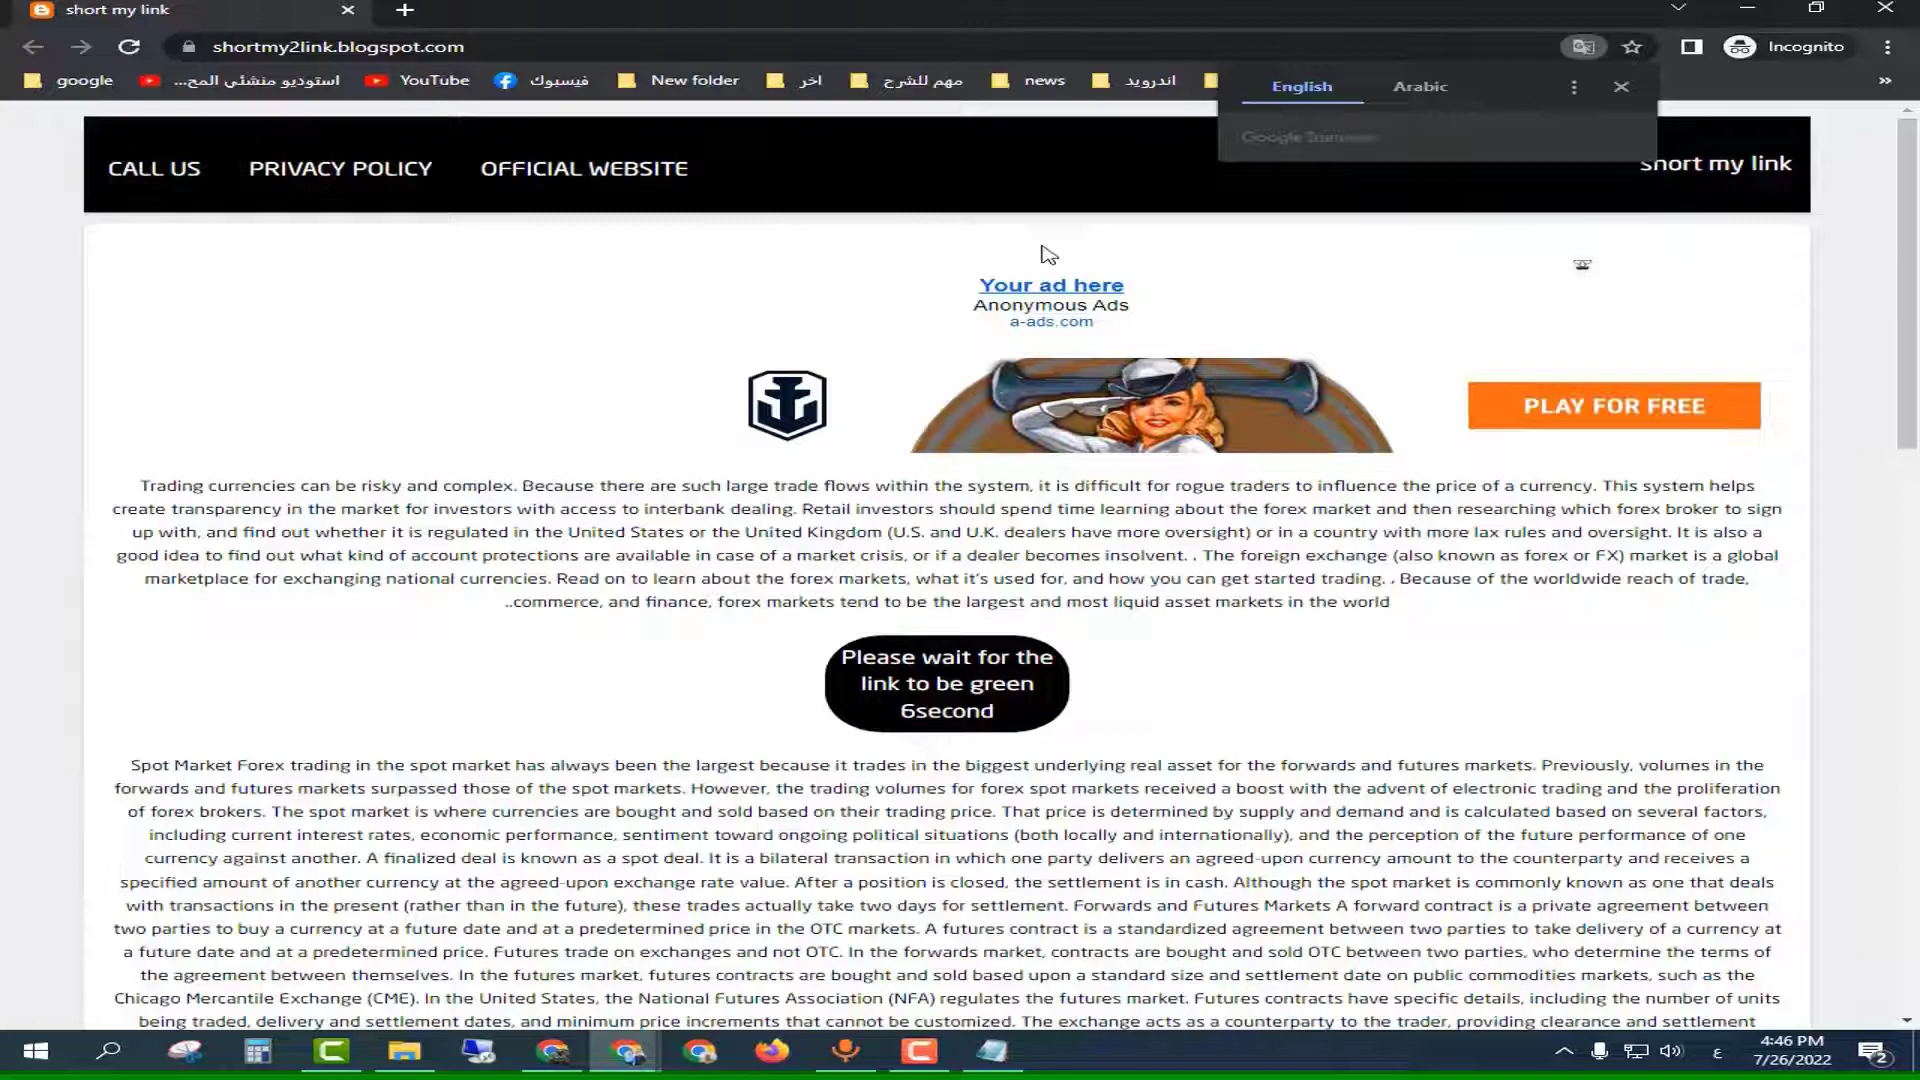 short my link
shortmy2link.blogspot.com
Incognito
google
استوديو منشئي المح...
YouTube
فيسبوك
New folder
اخر
مهم للشرح
news
اندرويد
»
English
Arabic
Google
CALL US
PRIVACY POLICY
OFFICIAL WEBSITE
short my link
Your ad here
Anonymous Ads
a-ads.com
PLAY FOR FREE
Trading currencies can be risky and complex. Because there are such large trade flows within the system, it is difficult for rogue traders to influence the price of a currency. This system helps
create transparency in the market for investors with access to interbank dealing. Retail investors should spend time learning about the forex market and then researching which forex broker to sign
up with, and find out whether it is regulated in the United States or the United Kingdom (U.S. and U.K. dealers have more oversight) or in a country with more lax rules and oversight. It is also a
good idea to find out what kind of account protections are available in case of a market crisis, or if a dealer becomes insolvent. . The foreign exchange (also known as forex or FX) market is a global
marketplace for exchanging national currencies. Read on to learn about the forex markets, what it's used for, and how you can get started trading. . Because of the worldwide reach of trade,
..commerce, and finance, forex markets tend to be the largest and most liquid asset markets in the world
Please wait for the
link to be green
6second
Spot Market Forex trading in the spot market has always been the largest because it trades in the biggest underlying real asset for the forwards and futures markets. Previously, volumes in the
forwards and futures markets surpassed those of the spot markets. However, the trading volumes for forex spot markets received a boost with the advent of electronic trading and the proliferation
of forex brokers. The spot market is where currencies are bought and sold based on their trading price. That price is determined by supply and demand and is calculated based on several factors,
including current interest rates, economic performance, sentiment toward ongoing political situations (both locally and internationally), and the perception of the future performance of one
currency against another. A finalized deal is known as a spot deal. It is a bilateral transaction in which one party delivers an agreed-upon currency amount to the counterparty and receives a
specified amount of another currency at the agreed-upon exchange rate value. After a position is closed, the settlement is in cash. Although the spot market is commonly known as one that deals
with transactions in the present (rather than in the future), these trades actually take two days for settlement. Forwards and Futures Markets A forward contract is a private agreement between
two parties to buy a currency at a future date and at a predetermined price in the OTC markets. A futures contract is a standardized agreement between two parties to take delivery of a currency at
a future date and at a predetermined price. Futures trade on exchanges and not OTC. In the forwards market, contracts are bought and sold OTC between two parties, who determine the terms of
the agreement between themselves. In the futures market, futures contracts are bought and sold based upon a standard size and settlement date on public commodities markets, such as the
Chicago Mercantile Exchange (CME). In the United States, the National Futures Association (NFA) regulates the futures market. Futures contracts have specific details, including the number of units
being traded, delivery and settlement dates, and minimum price increments that cannot be customized. The exchange acts as a counterparty to the trader, providing clearance and settlement
ع
4:46 PM
7/26/2022
2